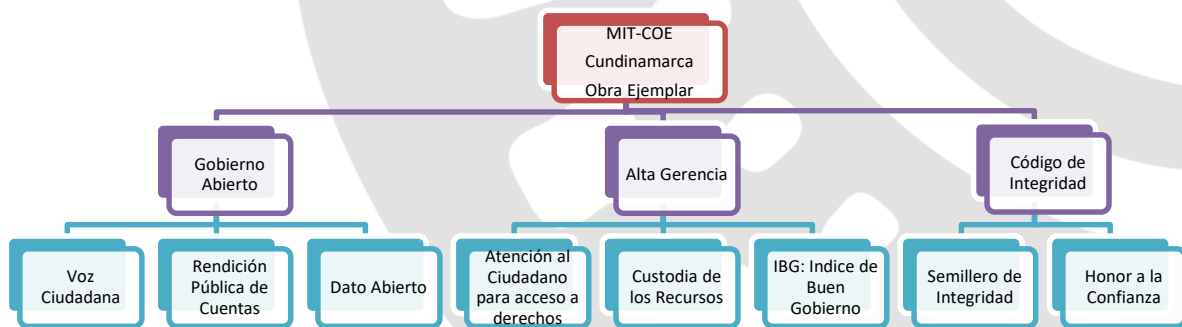 MIT-COE
Cundinamarca
Obra Ejemplar
Gobierno
Abierto
Alta Gerencia
Código de
Integridad
Voz
Ciudadana
Rendición
Pública de
Cuentas
Dato Abierto
Atención al
Ciudadano
para acceso a
derechos
Custodia de
los Recursos
IBG: Indice de
Buen
Gobierno
Semillero de
Integridad
Honor a la
Confianza